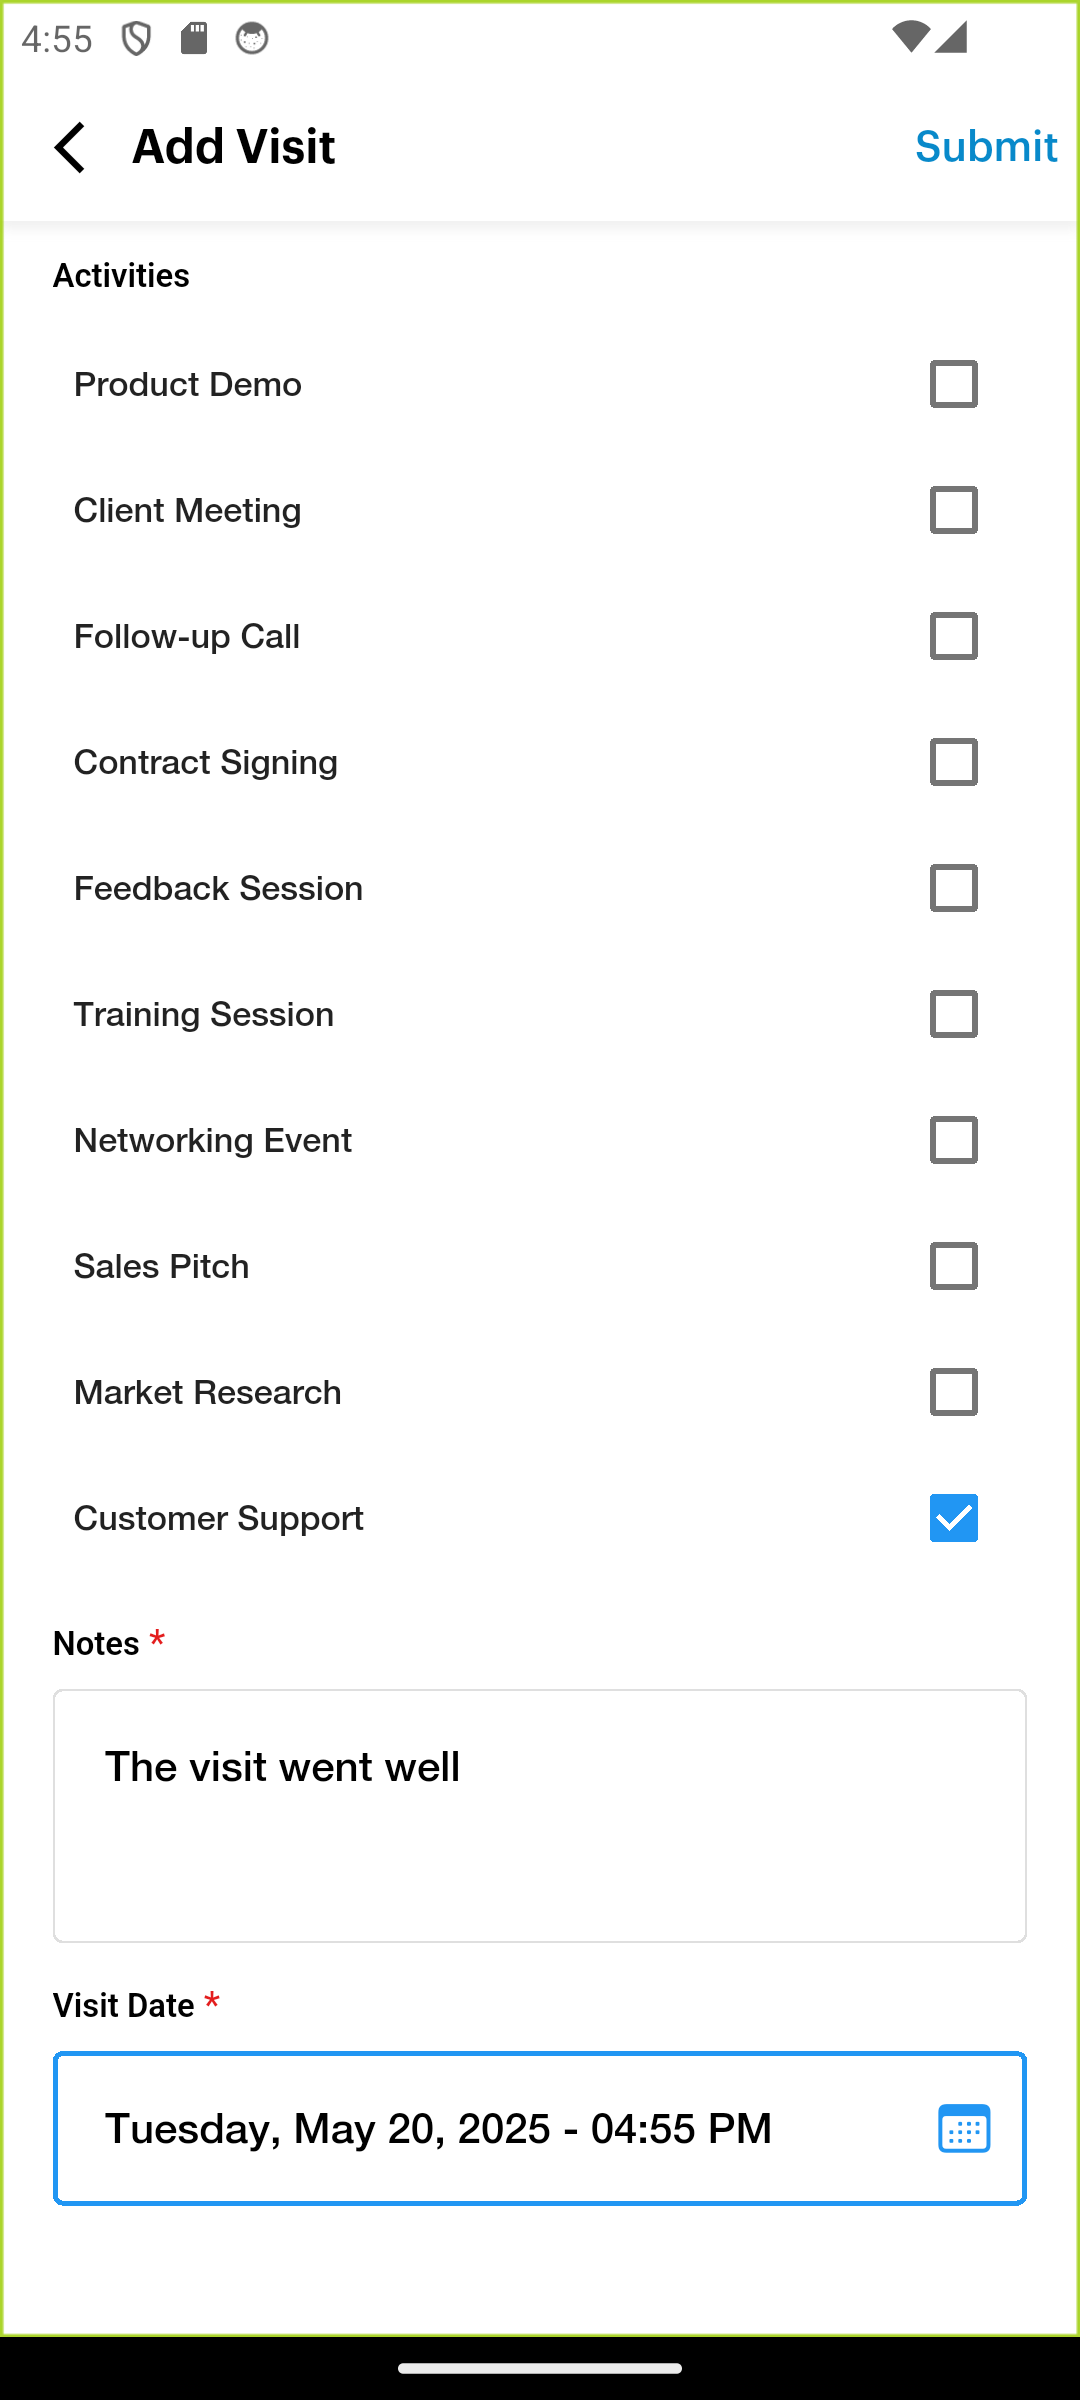 4:55
Add Visit
Submit
Activities
Product Demo
Client Meeting
Follow-up Call
Contract Signing
Feedback Session
Training Session
Networking Event
Sales Pitch
Market Research
Customer Support
Notes *
The visit went well
Visit Date *
Tuesday, May 20, 2025 - 04:55 PM